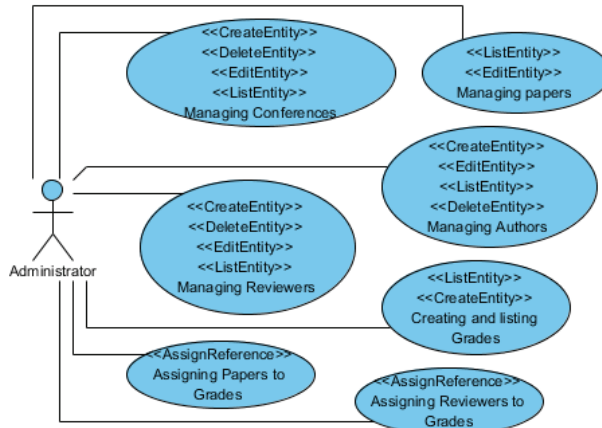 <<CreateEntity>>
<<DeleteEntity>>
<<EditEntity>>
<<ListEntity>>
Managing Conferences
<<ListEntity>>
<<EditEntity>>
Managing papers
<<CreateEntity>>
<<EditEntity>>
<<ListEntity>>
<<DeleteEntity>>
Managing Authors
<<CreateEntity>>
<<DeleteEntity>>
<<EditEntity>>
<<ListEntity>>
Managing Reviewers
Administrator
<<ListEntity>>
<<CreateEntity>>
Creating and listing
Grades
<<AssignReference>>
Assigning Papers to
Grades
<<AssignReference>>
Assigning Reviewers to
Grades